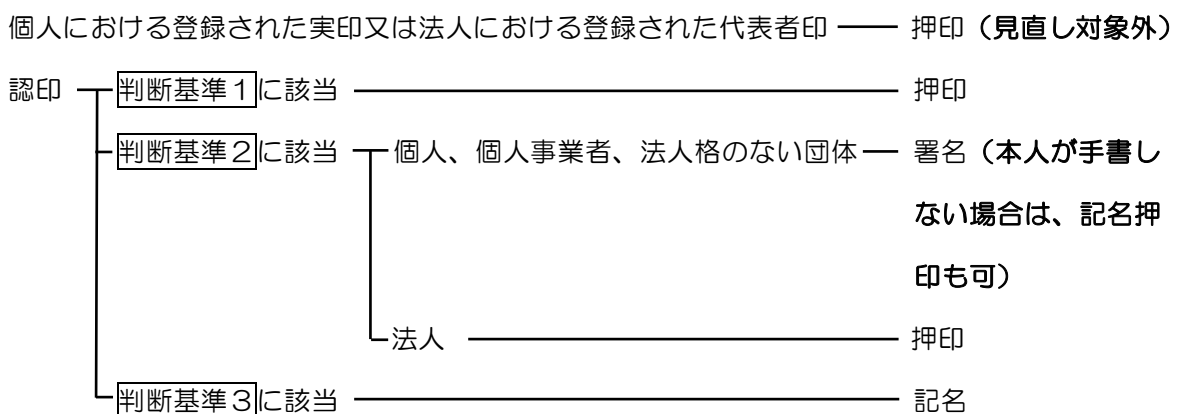 個人における登録された実印又は法人における登録された代表者印 押印（見直し対象外）
認印 判断基準１に該当 押印
判断基準２に該当 個人、個人事業者、法人格のない団体 署名（本人が手書し
ない場合は、記名押
印も可）
法人 押印
判断基準３に該当 記名